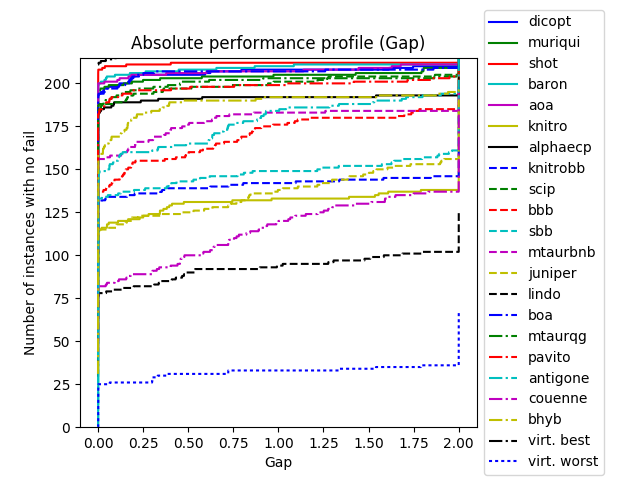 Absolute performance profile (Gap)
Number of instances with no fail
200
175
150
125
100
75
50
25
0
0.00 0.25 0.50 0.75 1.00 1.25 1.50 1.75 2.00
Gap
dicopt
muriqui
shot
baron
aoa
knitro
alphaecp
knitrobb
scip
bbb
sbb
mtaurbnb
juniper
lindo
boa
mtaurqg
pavito
antigone
couenne
bhyb
virt. best
virt. worst